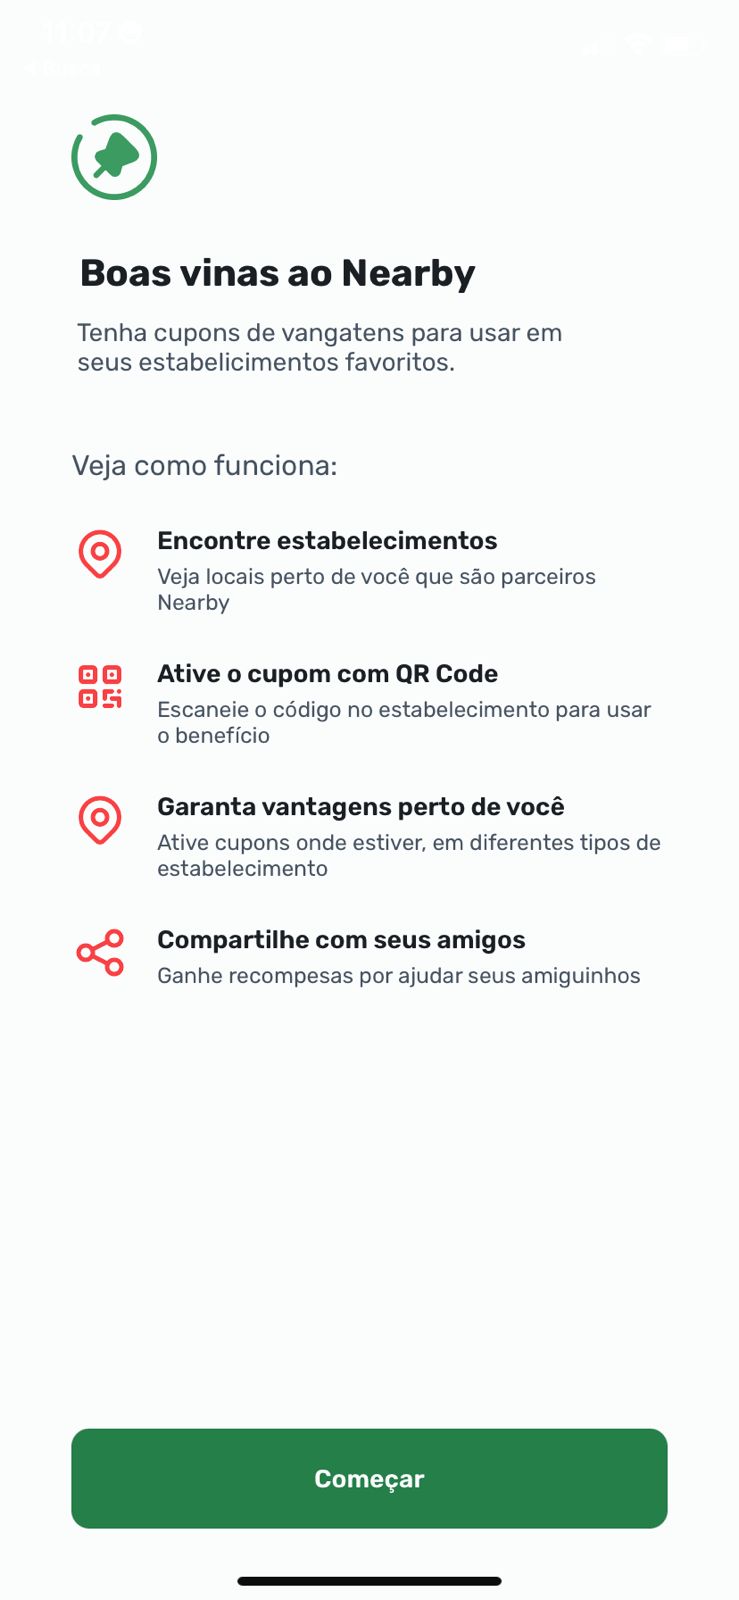 11:07
Boas vinas ao Nearby
Tenha cupons de vangatens para usar em
seus estabelicimentos favoritos.
Veja como funciona:
Encontre estabelecimentos
Veja locais perto de você que são parceiros
Nearby
Ative o cupom com QR Code
Escaneie o código no estabelecimento para usar
o benefício
Garanta vantagens perto de você
Ative cupons onde estiver, em diferentes tipos de
estabelecimento
Compartilhe com seus amigos
Ganhe recompesas por ajudar seus amiguinhos
Começar